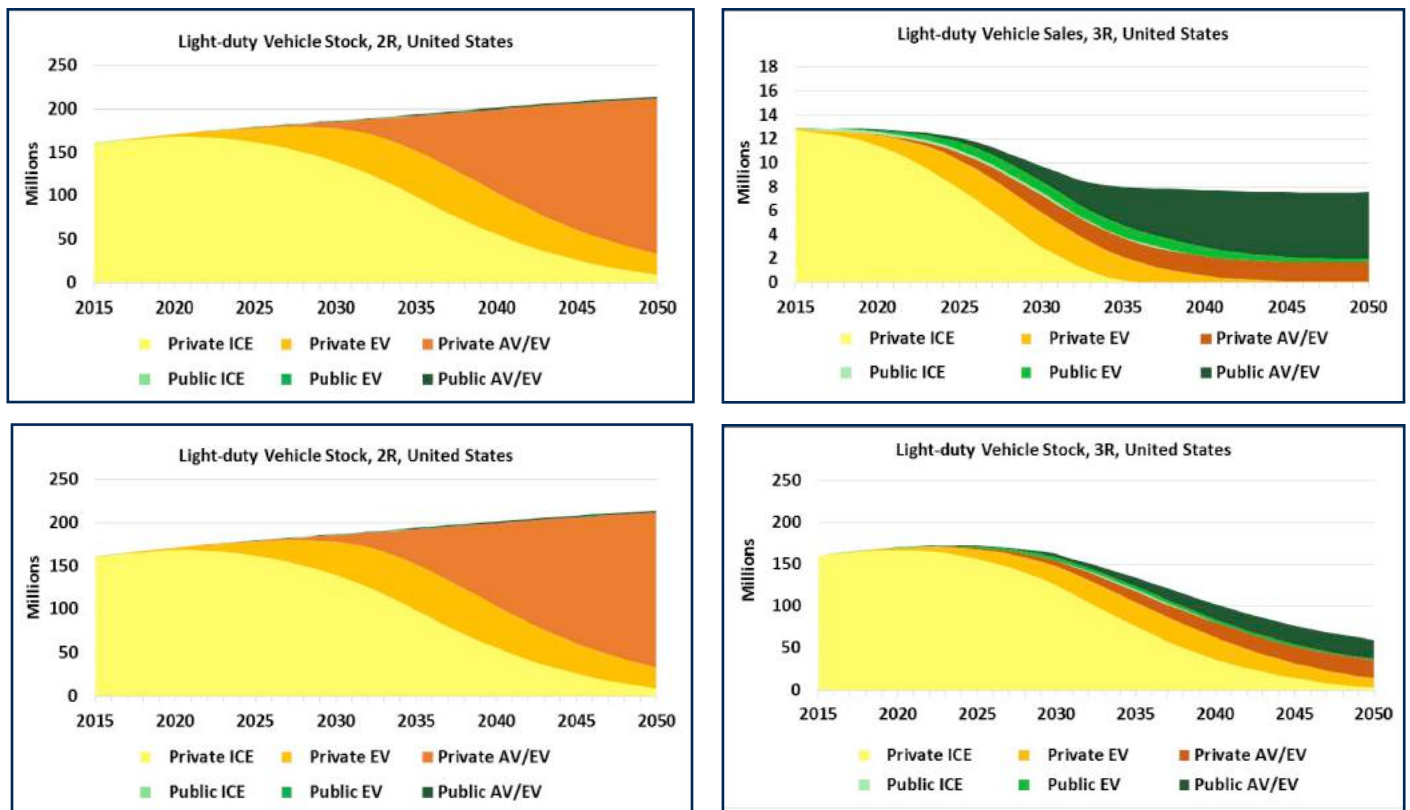 Light-duty Vehicle Stock, 2R, United States
Millions
250
200
150
100
50
0
2015 2020 2025 2030 2035 2040 2045 2050
Private ICE Private EV Private AV/EV
Public ICE Public EV Public AV/EV
Light-duty Vehicle Sales, 3R, United States
Millions
18
16
14
12
10
8
6
4
2
0
2015 2020 2025 2030 2035 2040 2045 2050
Private ICE Private EV Private AV/EV
Public ICE Public EV Public AV/EV
Light-duty Vehicle Stock, 2R, United States
Millions
250
200
150
100
50
0
2015 2020 2025 2030 2035 2040 2045 2050
Private ICE Private EV Private AV/EV
Public ICE Public EV Public AV/EV
Light-duty Vehicle Stock, 3R, United States
Millions
250
200
150
100
50
0
2015 2020 2025 2030 2035 2040 2045 2050
Private ICE Private EV Private AV/EV
Public ICE Public EV Public AV/EV